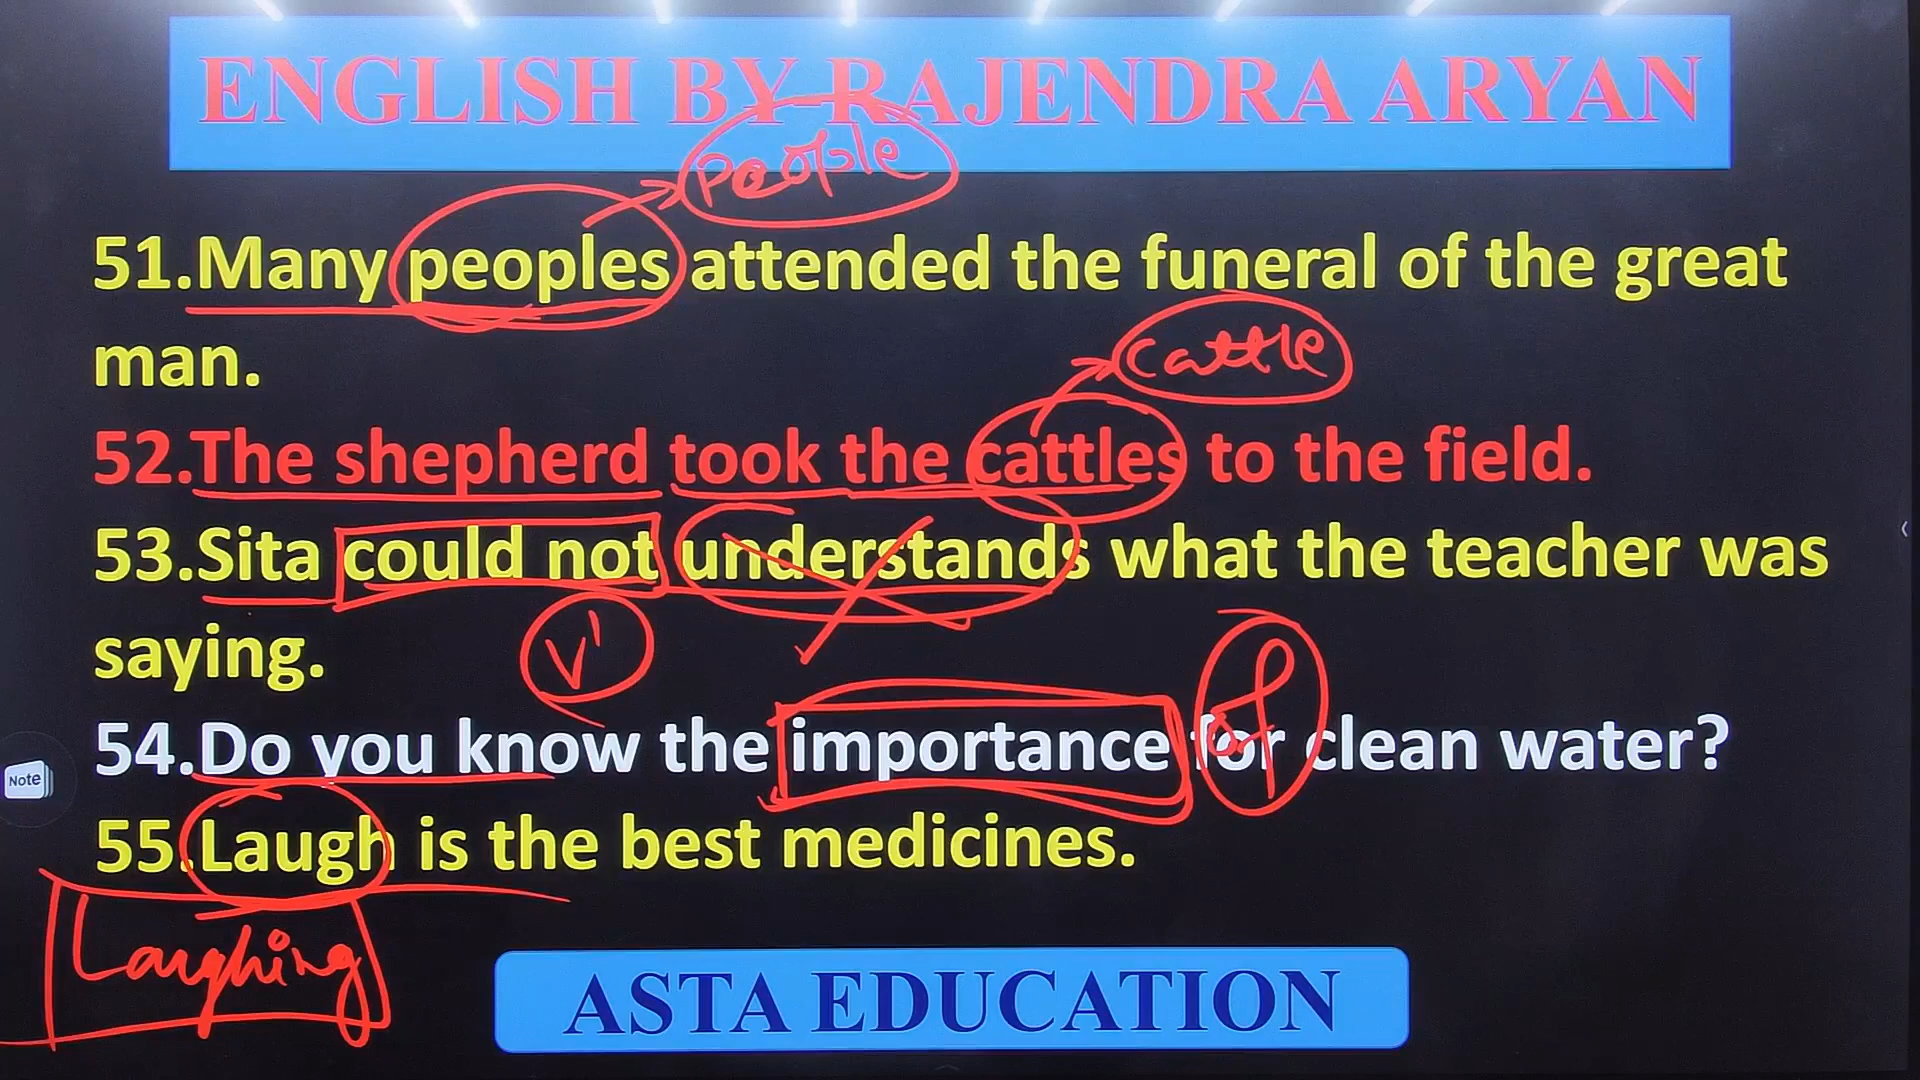 ENGLISH BY RAJENDRA ARYAN
people
51.Many peoples attended the funeral of the great
man.
cattle
52.The shepherd took the cattles to the field.
53.Sita could not understands what the teacher was
saying.
V¹
of
54.Do you know the importance for clean water?
Note
55.Laugh is the best medicines.
Laughing
ASTA EDUCATION